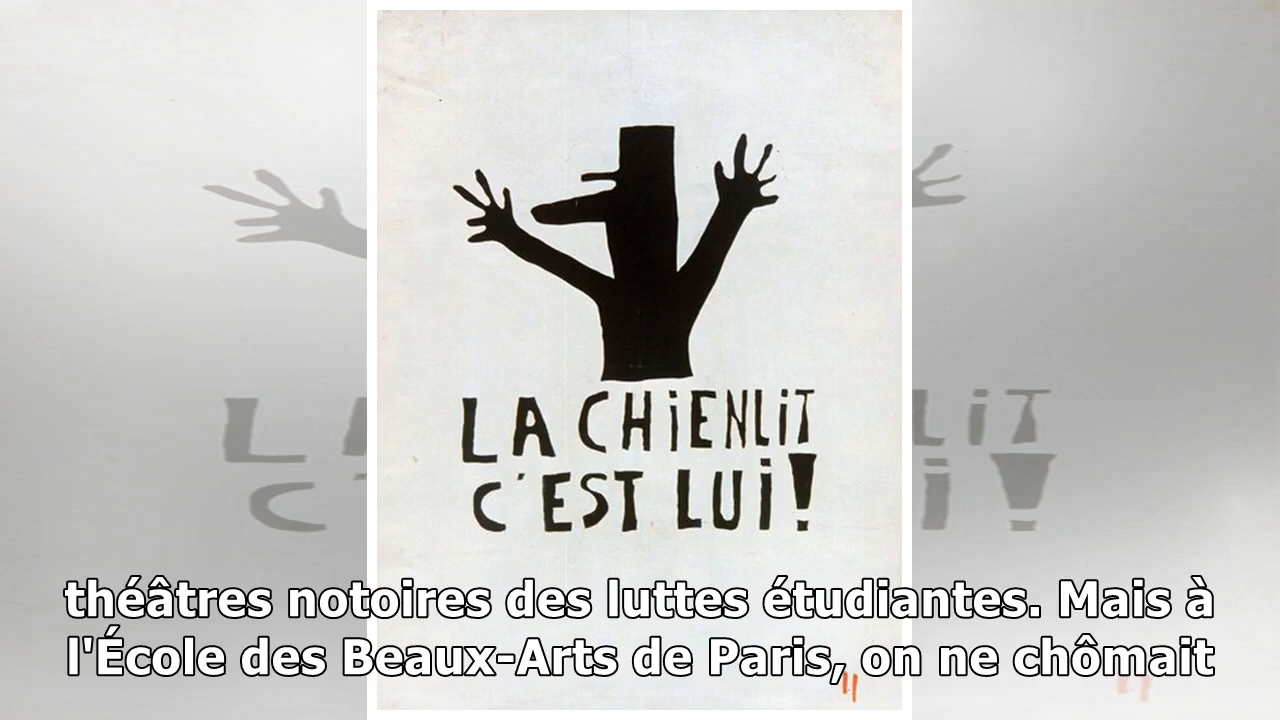 LA CHiENLiT
C'EST LUi!
théâtres notoires des luttes étudiantes. Mais à
l'École des Beaux-Arts de Paris, on ne chômait